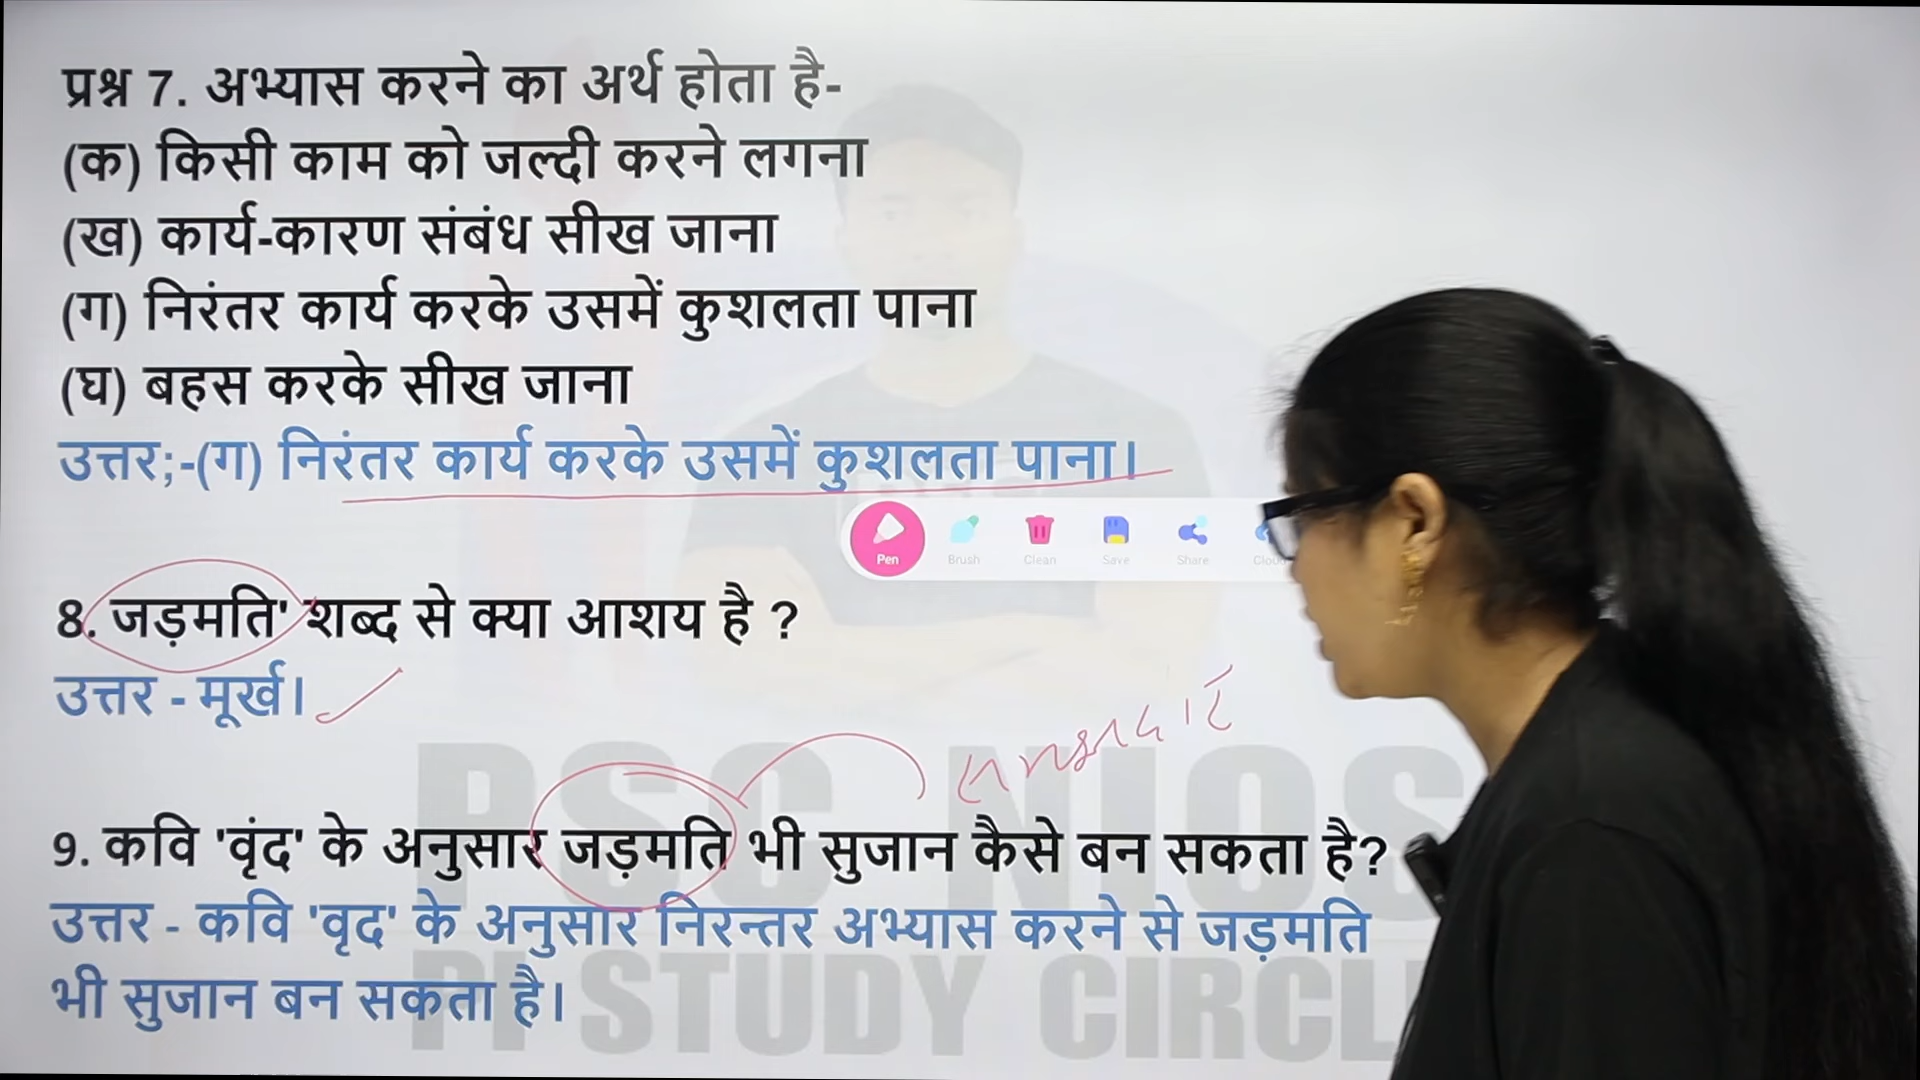 प्रश्न 7. अभ्यास करने का अर्थ होता है-
(क) किसी काम को जल्दी करने लगना
(ख) कार्य-कारण संबंध सीख जाना
(ग) निरंतर कार्य करके उसमें कुशलता पाना
(घ) बहस करके सीख जाना
उत्तर;-(ग) निरंतर कार्य करके उसमें कुशलता पाना।
Pen Brush Clean Save Share
8. जड़मति' शब्द से क्या आशय है ?
उत्तर - मूर्ख।
PSC NIOS
9. कवि 'वृंद' के अनुसार जड़मति भी सुजान कैसे बन सकता है?
उत्तर - कवि 'वृद' के अनुसार निरन्तर अभ्यास करने से जड़मति
भी सुजान बन सकता है।
STUDY